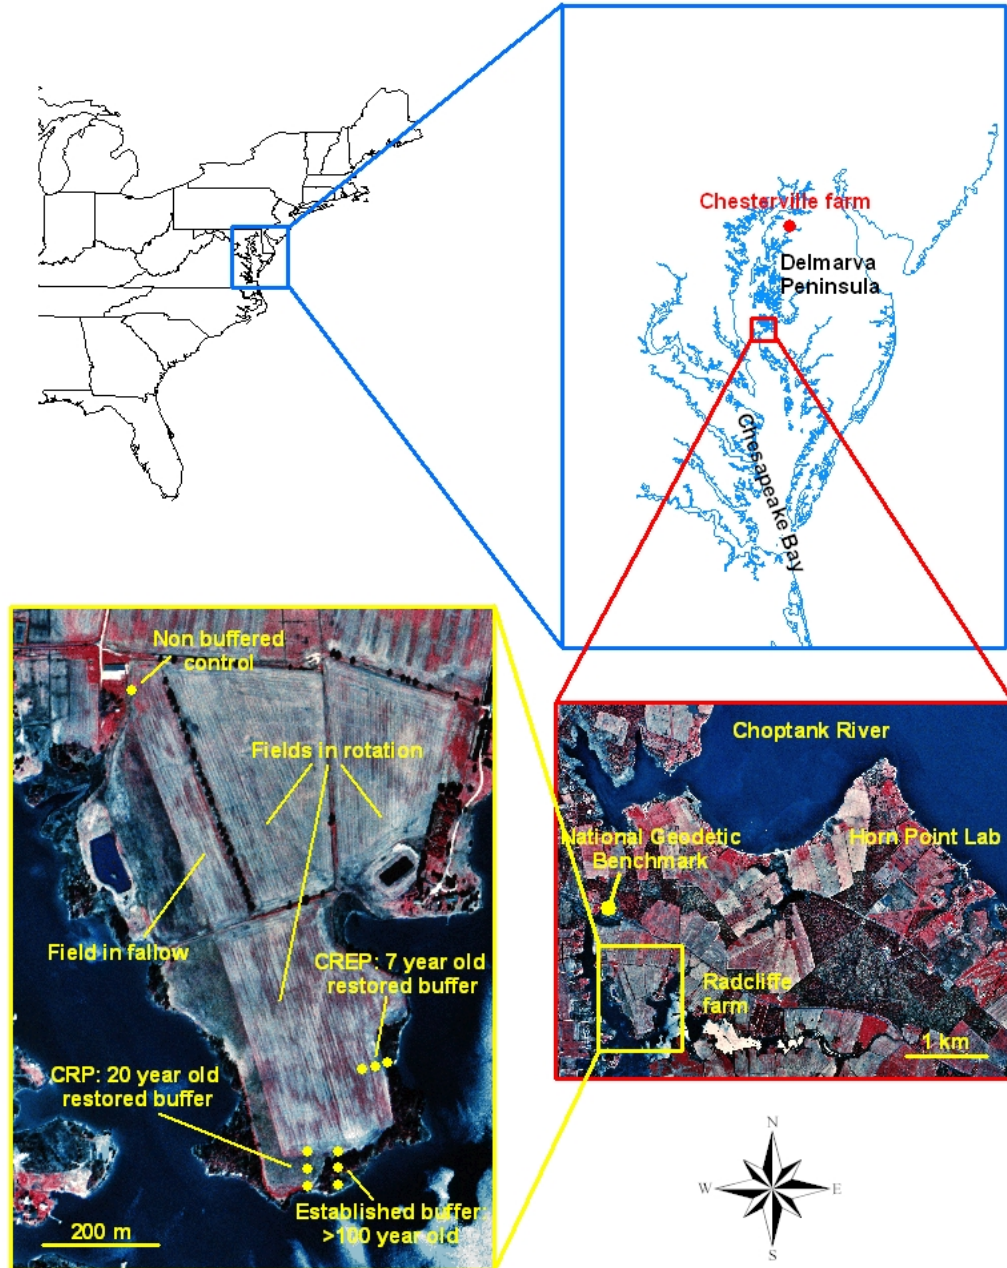 Chesterville farm
Delmarva
Peninsula
Chesapeake Bay
Non buffered
control
Fields in rotation
Field in fallow
CREP: 7 year old
restored buffer
CRP: 20 year old
restored buffer
Established buffer:
>100 year old
200 m
Choptank River
National Geodetic
Benchmark
Horn Point Lab
Radcliffe
farm
1 km
N
W
E
S